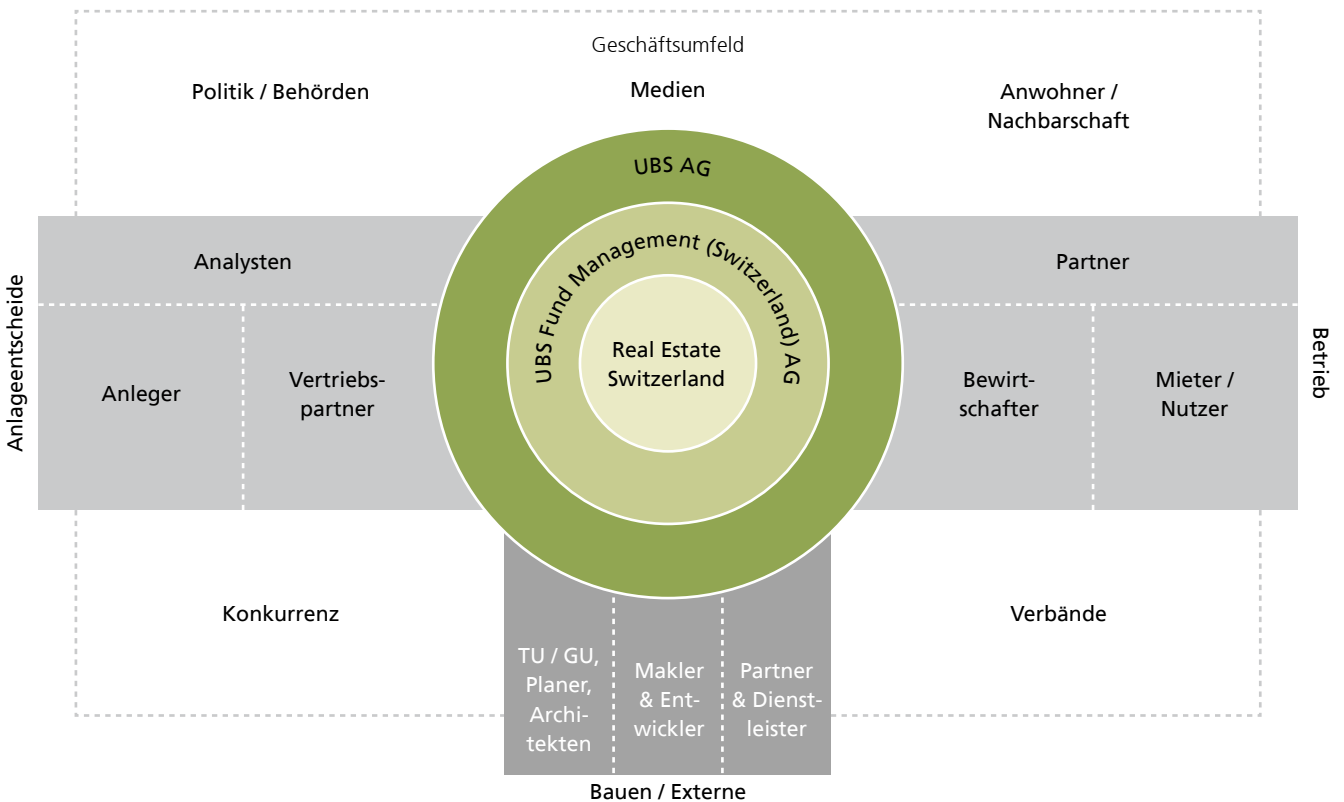 Geschäftsumfeld
Politik / Behörden
Medien
Anwohner /
Nachbarschaft
UBS AG
UBS Fund Management (Switzerland) AG
Real Estate
Switzerland
Anlageentscheide
Analysten
Anleger
Vertriebs-
partner
Partner
Bewirt-
schafter
Mieter /
Nutzer
Betrieb
Konkurrenz
Verbände
TU / GU,
Planer,
Archi-
tekten
Makler
& Ent-
wickler
Partner
& Dienst-
leister
Bauen / Externe